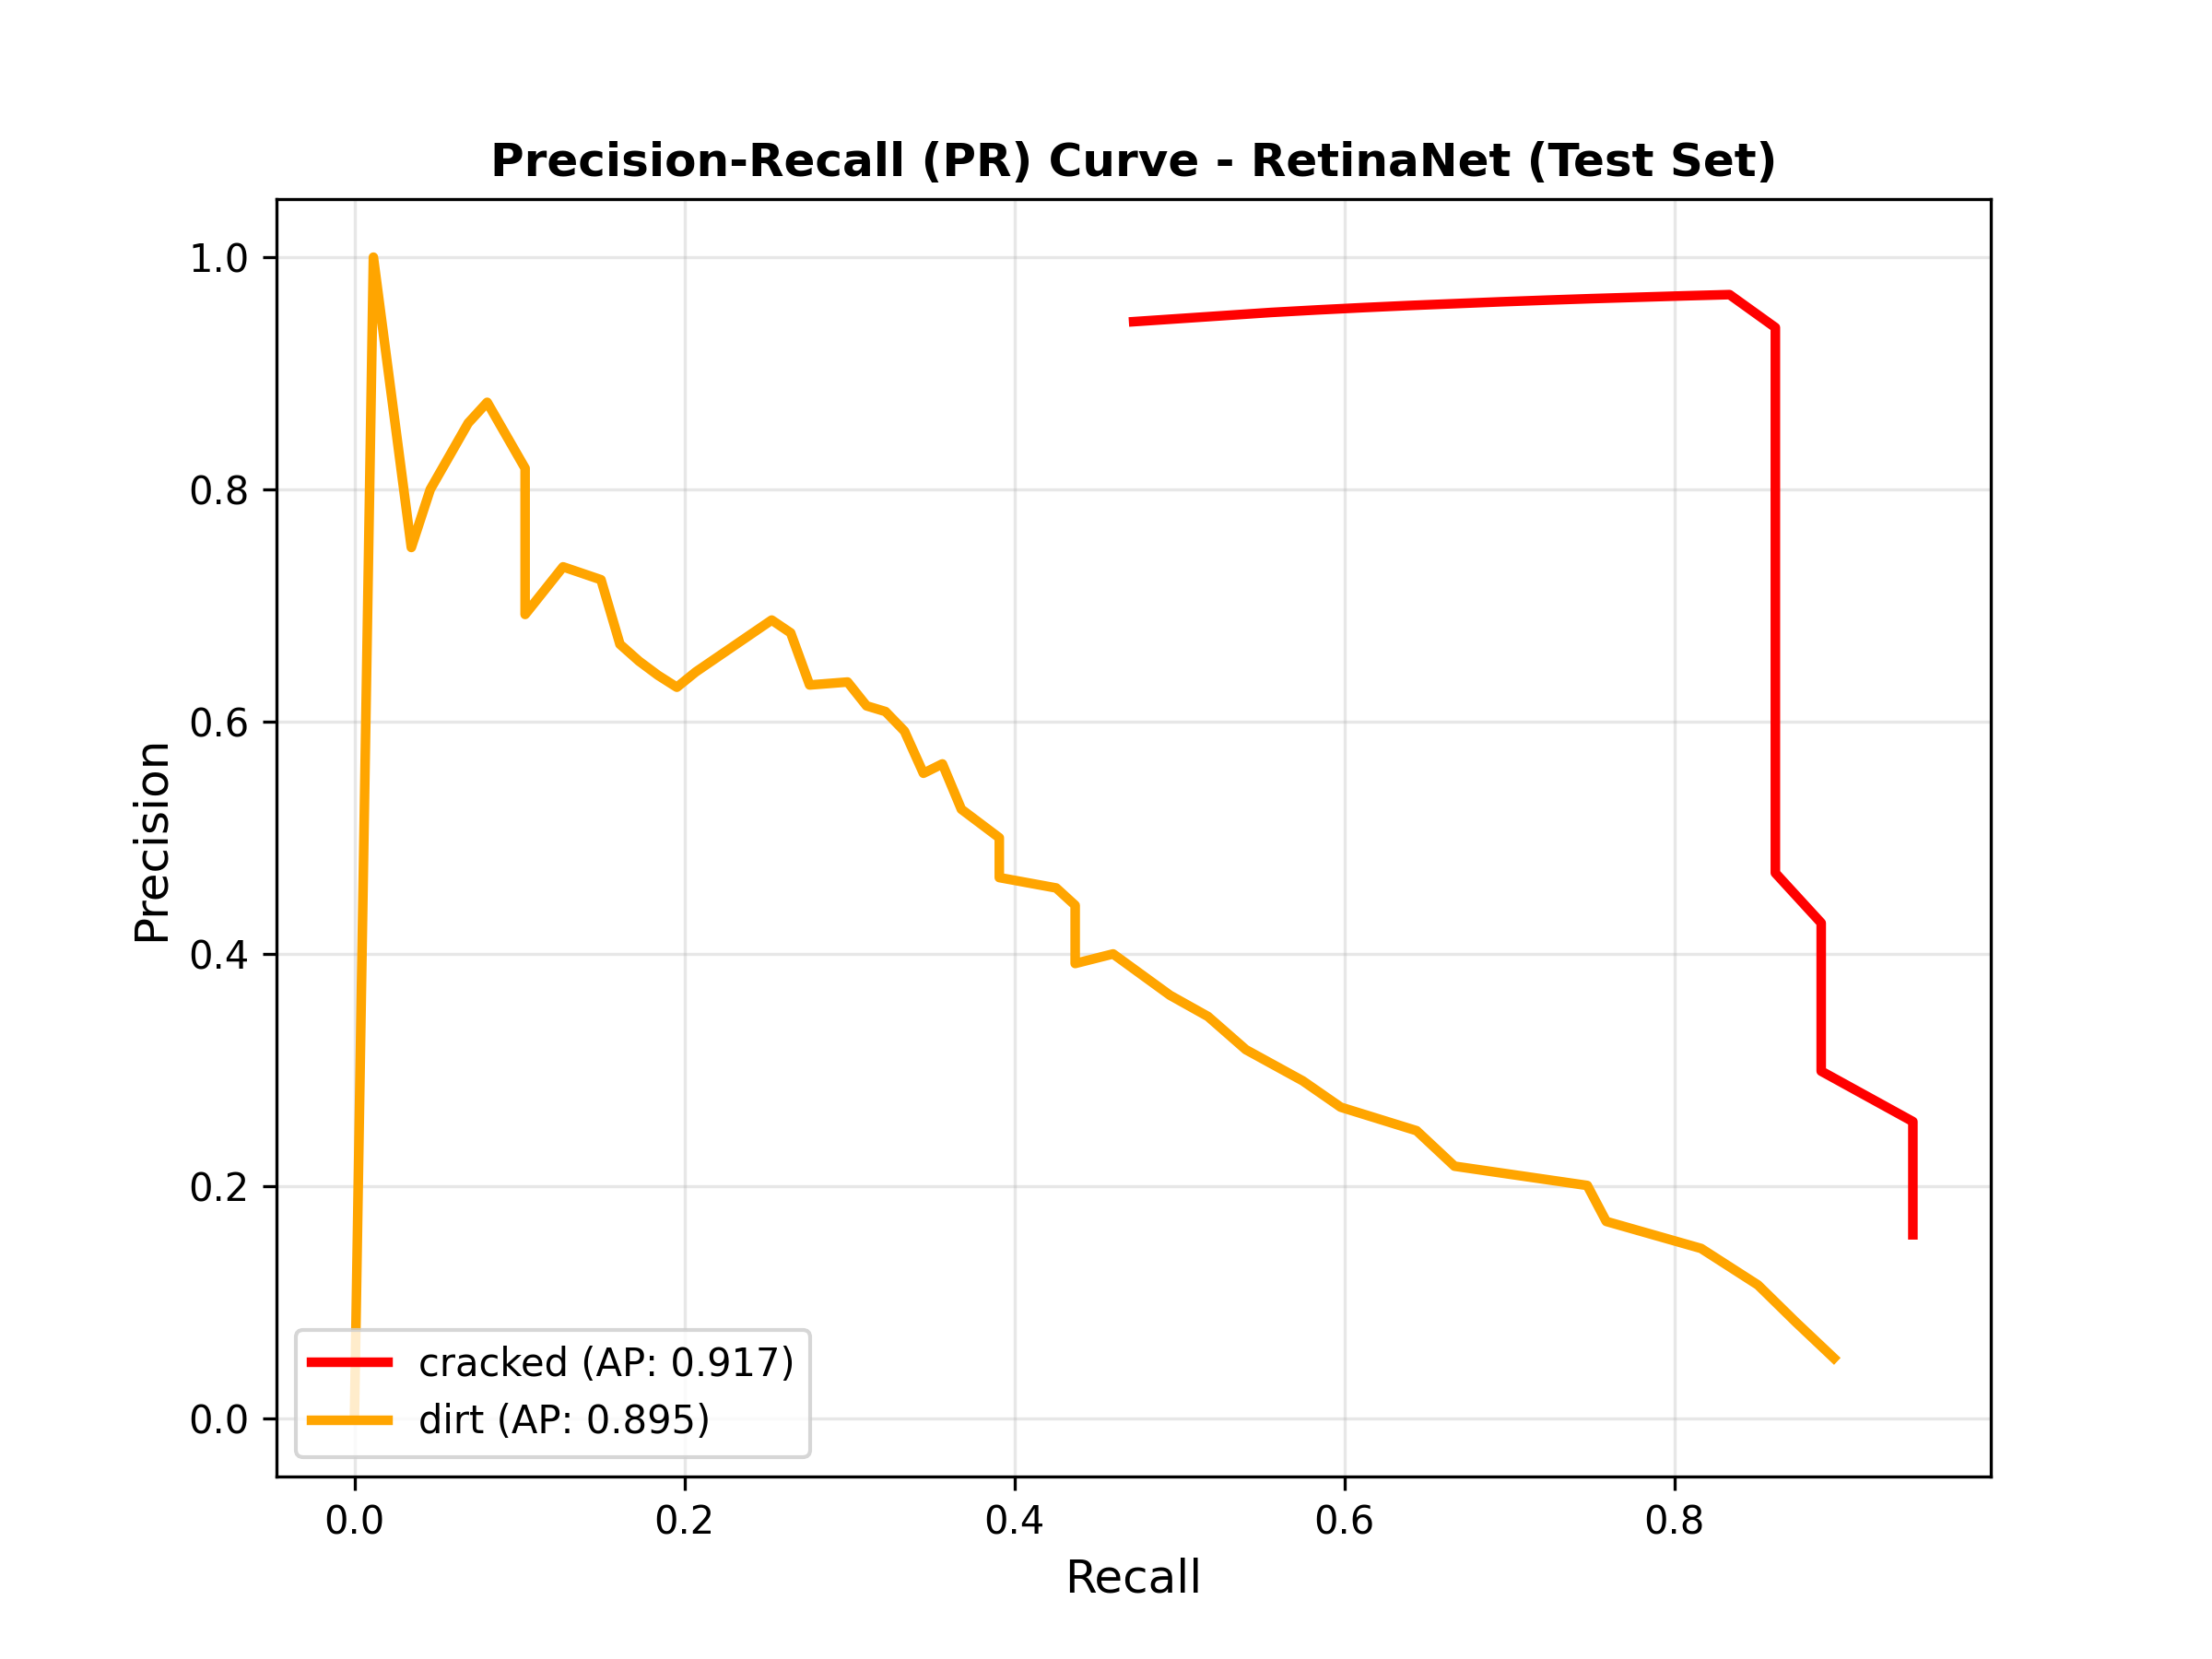 Precision-Recall (PR) Curve - RetinaNet (Test Set)
1.0
0.8
0.6
0.4
0.2
0.0
Precision
cracked (AP: 0.917)
dirt (AP: 0.895)
0.0 0.2 0.4 0.6 0.8
Recall